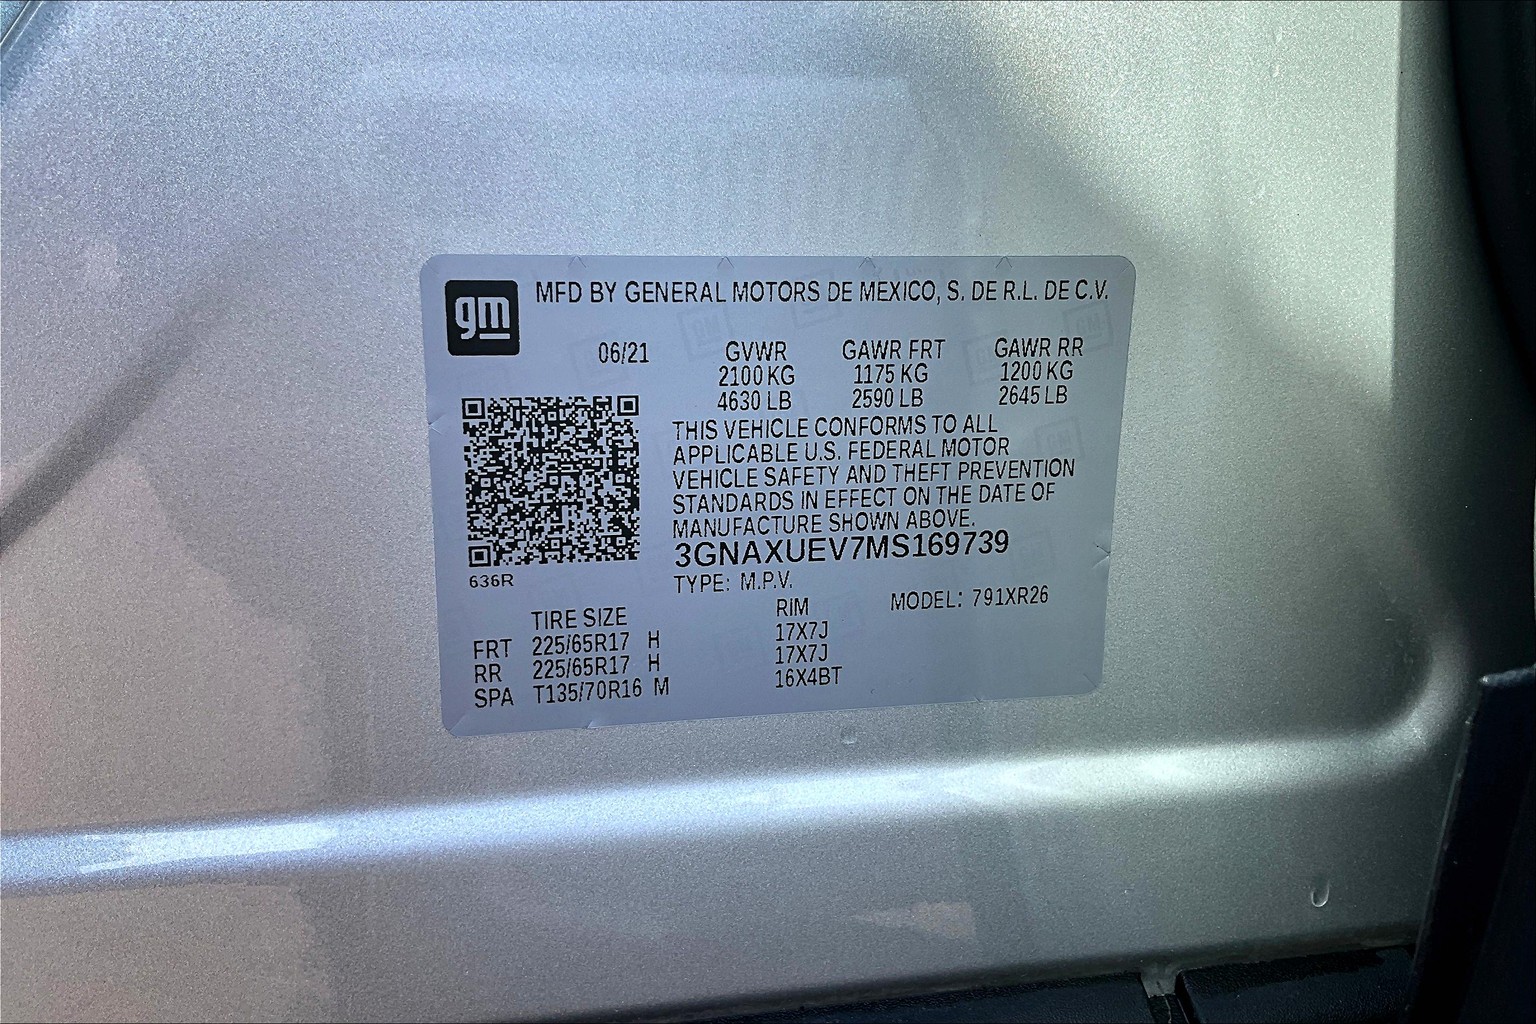 gm
MFD BY GENERAL MOTORS DE MEXICO, S. DE R.L. DE C.V.
06/21 GVWR GAWR FRT GAWR RR
2100 KG 1175 KG 1200 KG
4630 LB 2590 LB 2645 LB
THIS VEHICLE CONFORMS TO ALL
APPLICABLE U.S. FEDERAL MOTOR
VEHICLE SAFETY AND THEFT PREVENTION
STANDARDS IN EFFECT ON THE DATE OF
MANUFACTURE SHOWN ABOVE.
3GNAXUEV7MS169739
636R
TYPE: M.P.V.
MODEL: 791XR26
TIRE SIZE RIM
FRT 225/65R17 H 17X7J
RR 225/65R17 H 17X7J
SPA T135/70R16 M 16X4BT